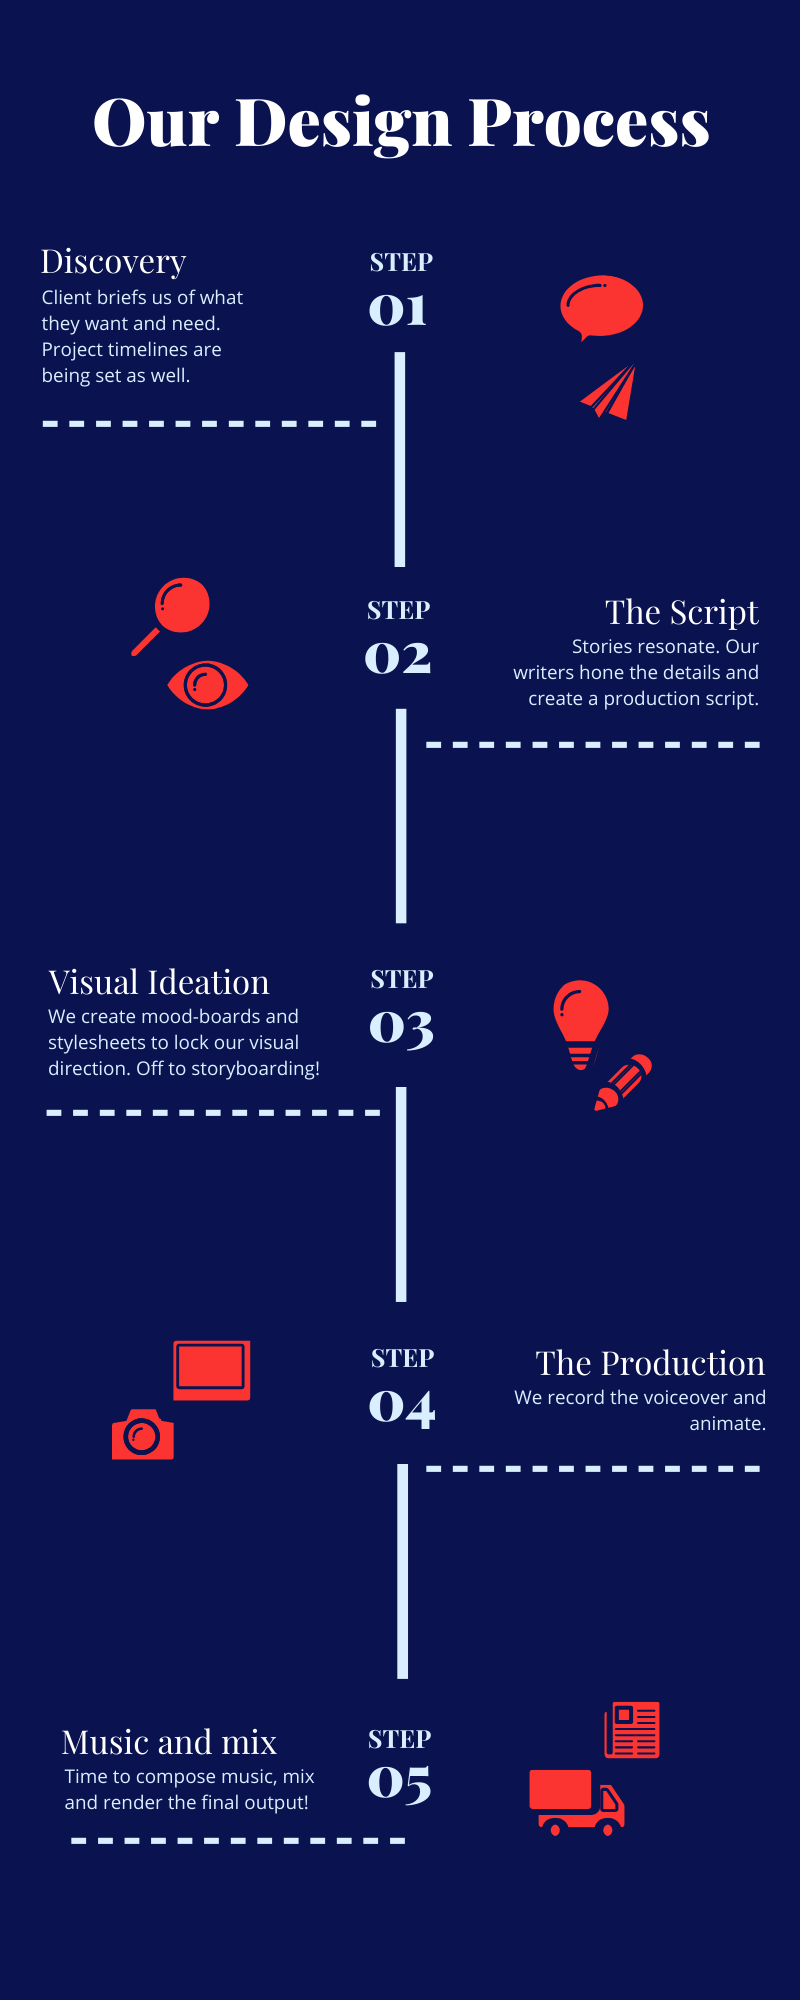 Our Design Process
Discovery
Client briefs us of what
they want and need.
Project timelines are
being set as well.
STEP
01
STEP
02
The Script
Stories resonate. Our
writers hone the details and
create a production script.
Visual Ideation
We create mood-boards and
stylesheets to lock our visual
direction. Off to storyboarding!
STEP
03
STEP
04
The Production
We record the voiceover and
animate.
Music and mix
Time to compose music, mix
and render the final output!
STEP
05